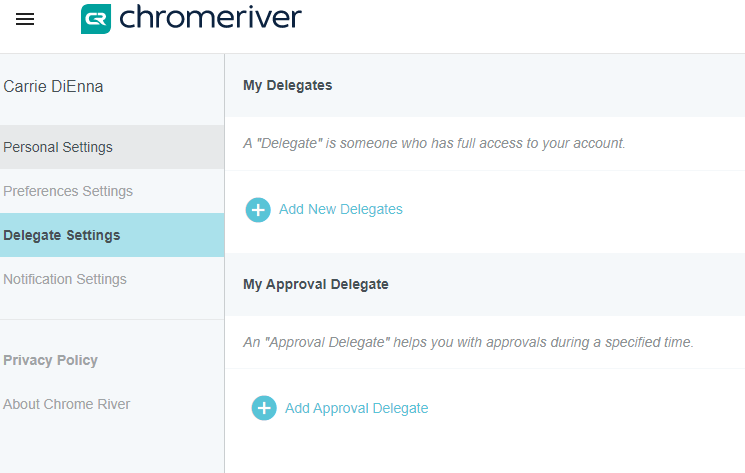 CR chromeriver
Carrie DiEnna
Personal Settings
Preferences Settings
Delegate Settings
Notification Settings
Privacy Policy
About Chrome River
My Delegates
A "Delegate" is someone who has full access to your account.
Add New Delegates
My Approval Delegate
An "Approval Delegate" helps you with approvals during a specified time.
Add Approval Delegate